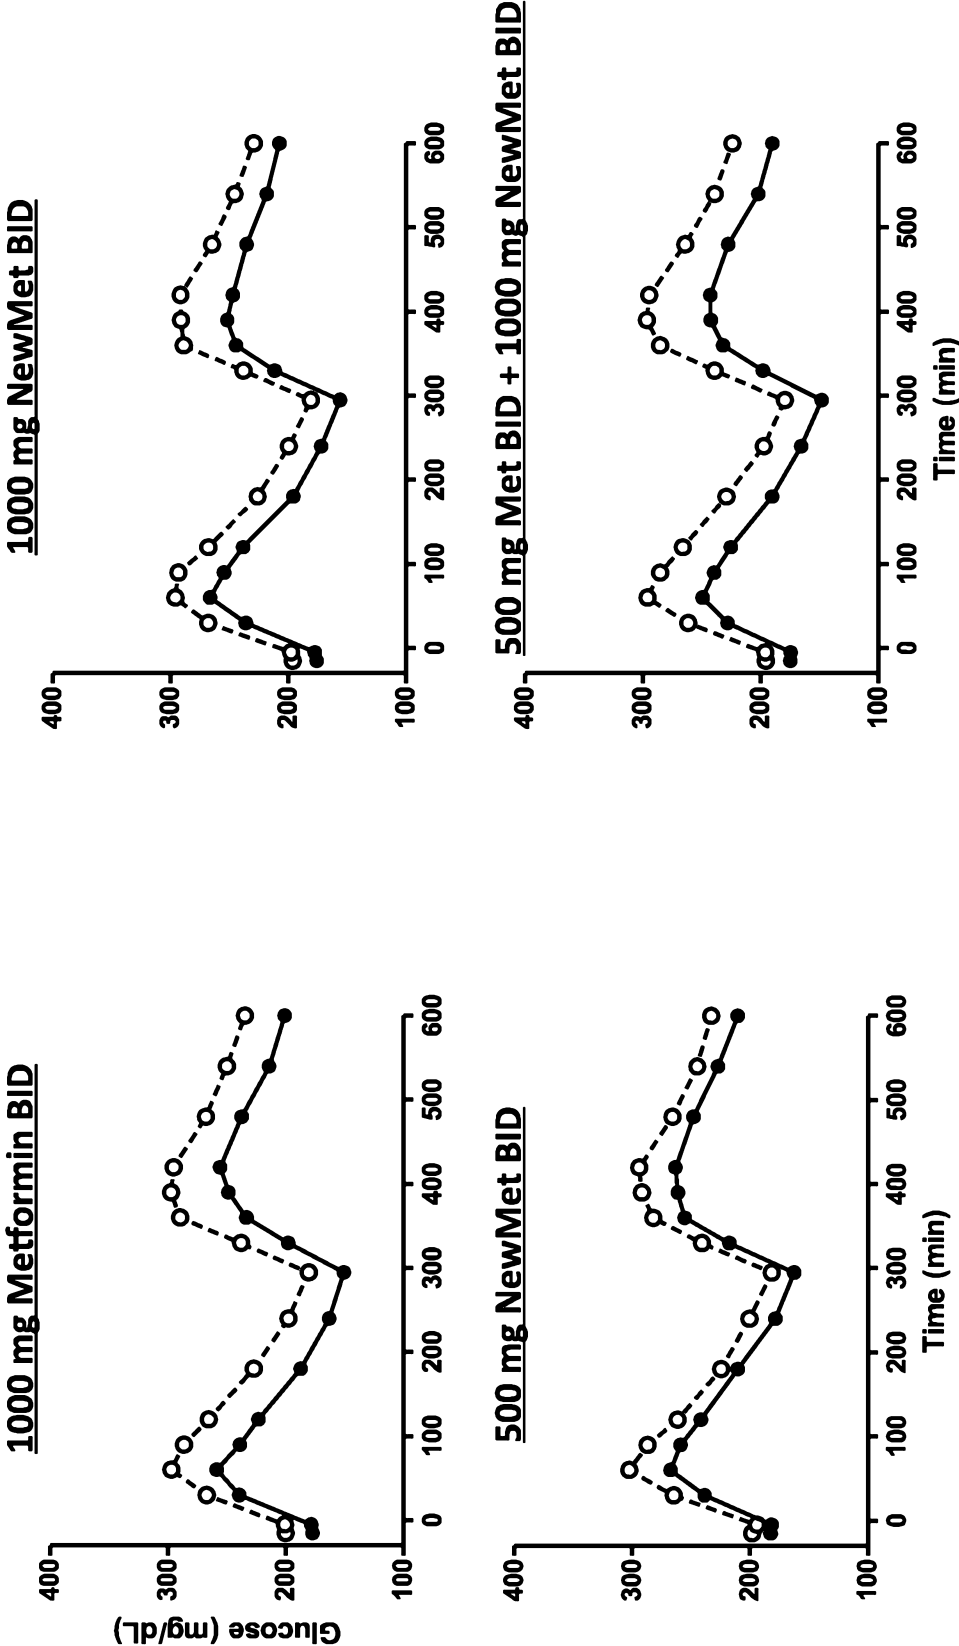 1000 mg Metformin BID
400
300
200
100
Glucose (mg/dL)
0 100 200 300 400 500 600
1000 mg NewMet BID
400
300
200
100
0 100 200 300 400 500 600
500 mg NewMet BID
400
300
200
100
0 100 200 300 400 500 600
Time (min)
500 mg Met BID + 1000 mg NewMet BID
400
300
200
100
0 100 200 300 400 500 600
Time (min)